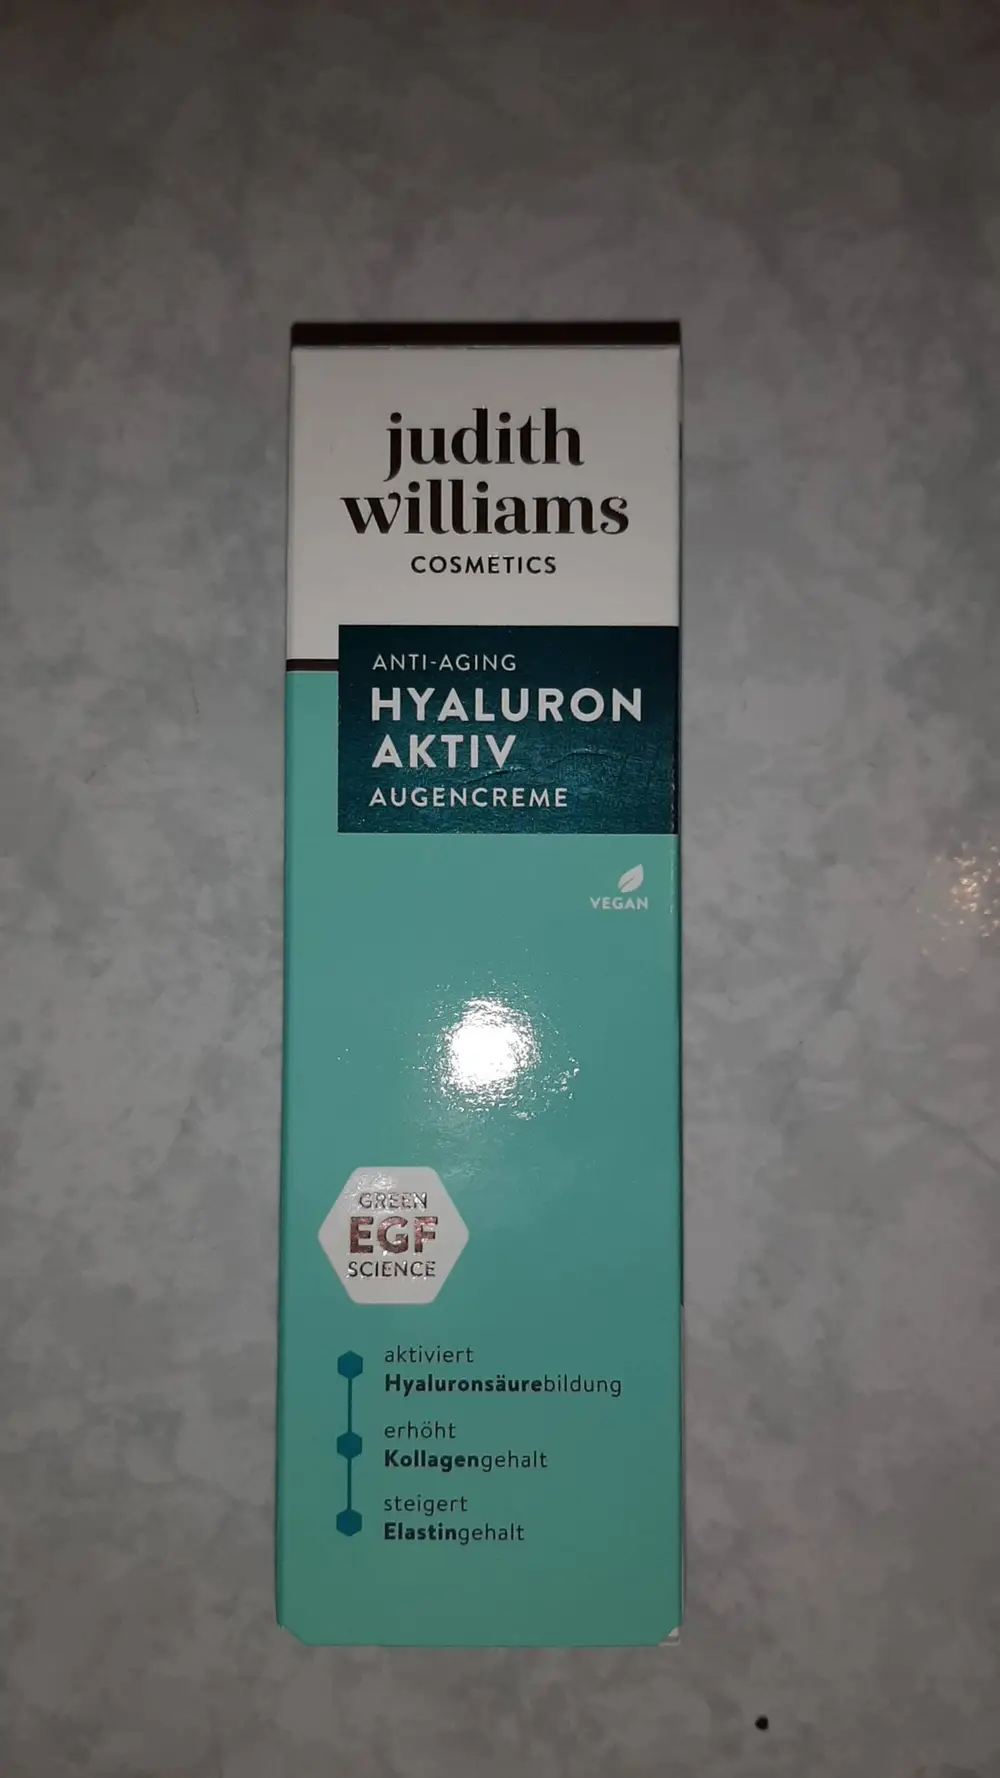 judith
williams
COSMETICS
ANTI-AGING
HYALURON
AKTIV
AUGENCREME
VEGAN
GREEN
EGF
SCIENCE
aktiviert
Hyaluronsäurebildung
erhöht
Kollagengehalt
steigert
Elastingehalt